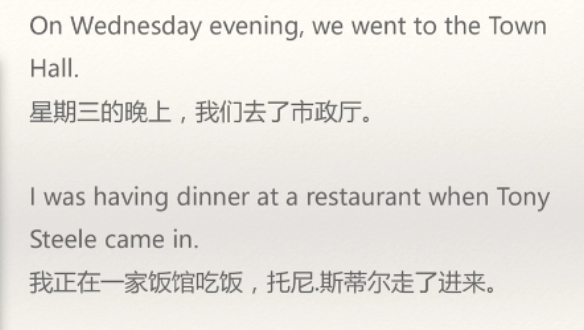 On Wednesday evening, we went to the Town
Hall.
星期三的晚上，我们去了市政厅。
I was having dinner at a restaurant when Tony
Steele came in.
我正在一家饭馆吃饭，托尼.斯蒂尔走了进来。